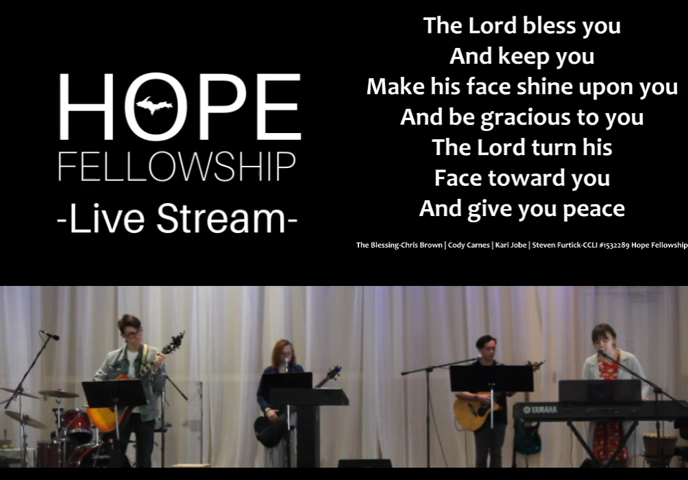 HOPE
FELLOWSHIP
-Live Stream-
The Lord bless you
And keep you
Make his face shine upon you
And be gracious to you
The Lord turn his
Face toward you
And give you peace
The Blessing-Chris Brown | Cody Carnes | Kari Jobe | Steven Furtick-CCLI #1532289 Hope Fellowship
YAMAHA